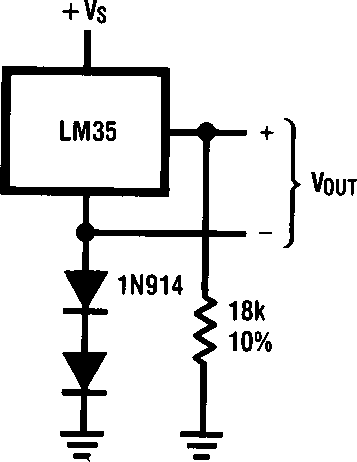 + VS
LM35
+
VOUT
−
1N914
18k
10%